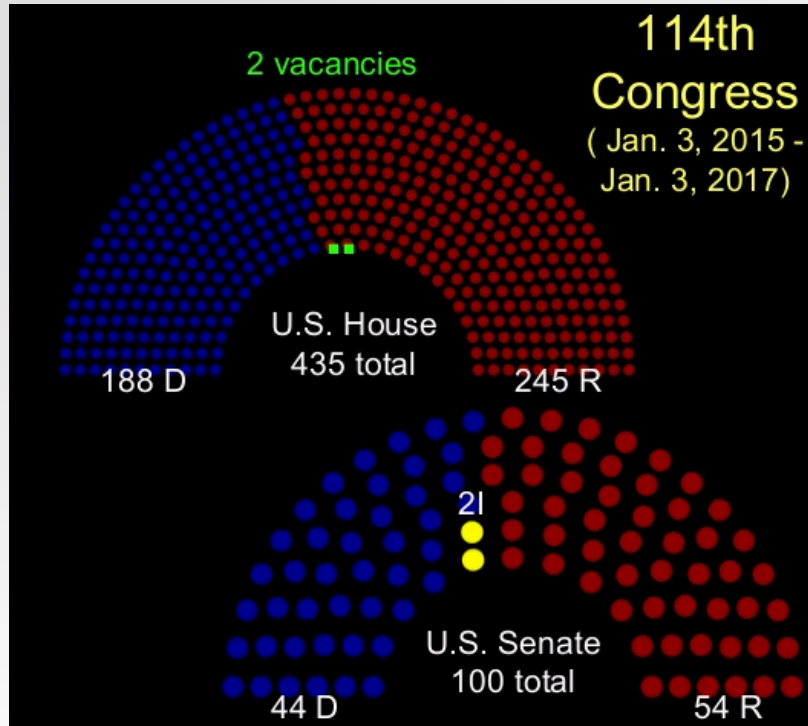 114th
Congress
( Jan. 3, 2015 -
Jan. 3, 2017)
2 vacancies
U.S. House
435 total
188 D
245 R
2I
U.S. Senate
100 total
44 D
54 R